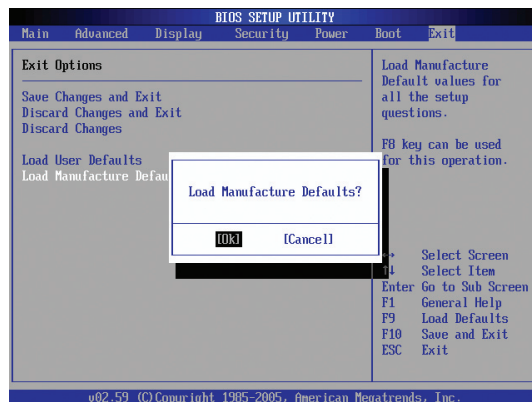 BIOS SETUP UTILITY
Main Advanced Display Security Power Boot Exit
Exit Options
Save Changes and Exit
Discard Changes and Exit
Discard Changes
Load User Defaults
Load Manufacture Defau
Load Manufacture Defaults?
[Ok] [Cancel]
Load Manufacture
Default values for
all the setup
questions.
F8 key can be used
for this operation.
↔ Select Screen
↑↓ Select Item
Enter Go to Sub Screen
F1 General Help
F9 Load Defaults
F10 Save and Exit
ESC Exit
v02.59 (C)Copyright 1985-2005, American Megatrends, Inc.